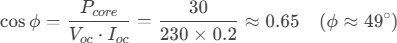 cos ϕ = P_core / (V_oc · I_oc) = 30 / (230 × 0.2) ≈ 0.65 (ϕ ≈ 49°)